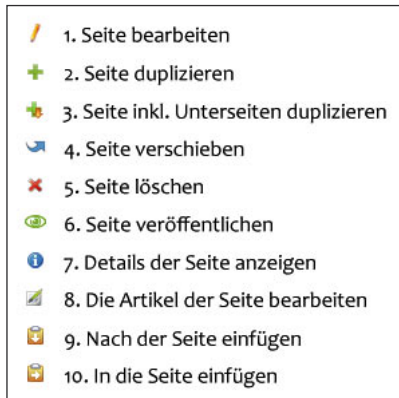 1. Seite bearbeiten
2. Seite duplizieren
3. Seite inkl. Unterseiten duplizieren
4. Seite verschieben
5. Seite löschen
6. Seite veröffentlichen
7. Details der Seite anzeigen
8. Die Artikel der Seite bearbeiten
9. Nach der Seite einfügen
10. In die Seite einfügen